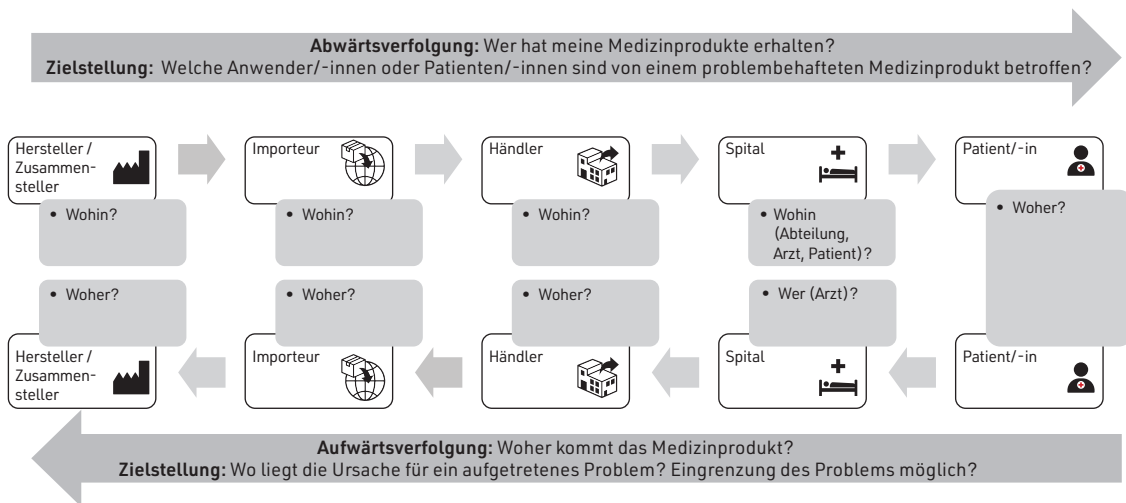 Abwärtsverfolgung: Wer hat meine Medizinprodukte erhalten?
Zielstellung: Welche Anwender/-innen oder Patienten/-innen sind von einem problembehafteten Medizinprodukt betroffen?
Hersteller /
Zusammen-
steller
Importeur
Händler
Spital
Patient/-in
• Wohin?
• Wohin?
• Wohin?
• Wohin
(Abteilung,
Arzt, Patient)?
• Woher?
• Woher?
• Woher?
• Woher?
• Wer (Arzt)?
Hersteller /
Zusammen-
steller
Importeur
Händler
Spital
Patient/-in
Aufwärtsverfolgung: Woher kommt das Medizinprodukt?
Zielstellung: Wo liegt die Ursache für ein aufgetretenes Problem? Eingrenzung des Problems möglich?